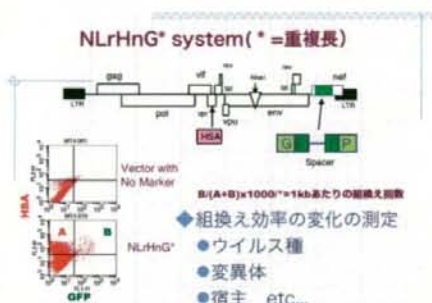 NLrHnG* system( * =重複長)
gag
vif
nef
LTR
pol
vpr
HSA
vpu
env
LTR
G
P
Spacer
Vector with
No Marker
HSA
A
B
NLrHnG*
GFP
B/(A+B)x1000/*=1kbあたりの組換え回数
組換え効率の変化の測定
ウイルス種
変異体
宿主 etc...